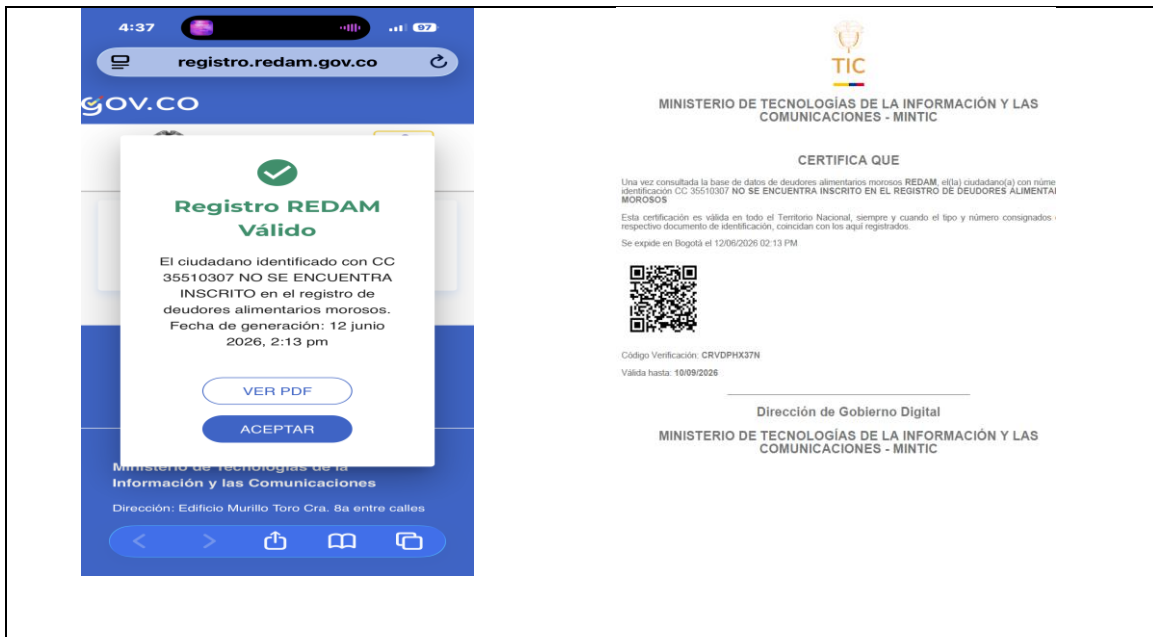 4:37
97
registro.redam.gov.co
gov.co
Registro REDAM
Válido
El ciudadano identificado con CC
35510307 NO SE ENCUENTRA
INSCRITO en el registro de
deudores alimentarios morosos.
Fecha de generación: 12 junio
2026, 2:13 pm
VER PDF
ACEPTAR
Ministerio de Tecnologías de la
Información y las Comunicaciones
Dirección: Edificio Murillo Toro Cra. 8a entre calles
TIC
MINISTERIO DE TECNOLOGÍAS DE LA INFORMACIÓN Y LAS
COMUNICACIONES - MINTIC
CERTIFICA QUE
Una vez consultada la base de datos de deudores alimentarios morosos REDAM, el(la) ciudadano(a) con núme
identificación CC 35510307 NO SE ENCUENTRA INSCRITO EN EL REGISTRO DE DEUDORES ALIMENTAI
MOROSOS
Esta certificación es válida en todo el Territorio Nacional, siempre y cuando el tipo y número consignados
respectivo documento de identificación, coincidan con los aquí registrados.
Se expide en Bogotá el 12/06/2026 02:13 PM
Código Verificación: CRVDPHX37N
Válida hasta: 10/09/2026
Dirección de Gobierno Digital
MINISTERIO DE TECNOLOGÍAS DE LA INFORMACIÓN Y LAS
COMUNICACIONES - MINTIC